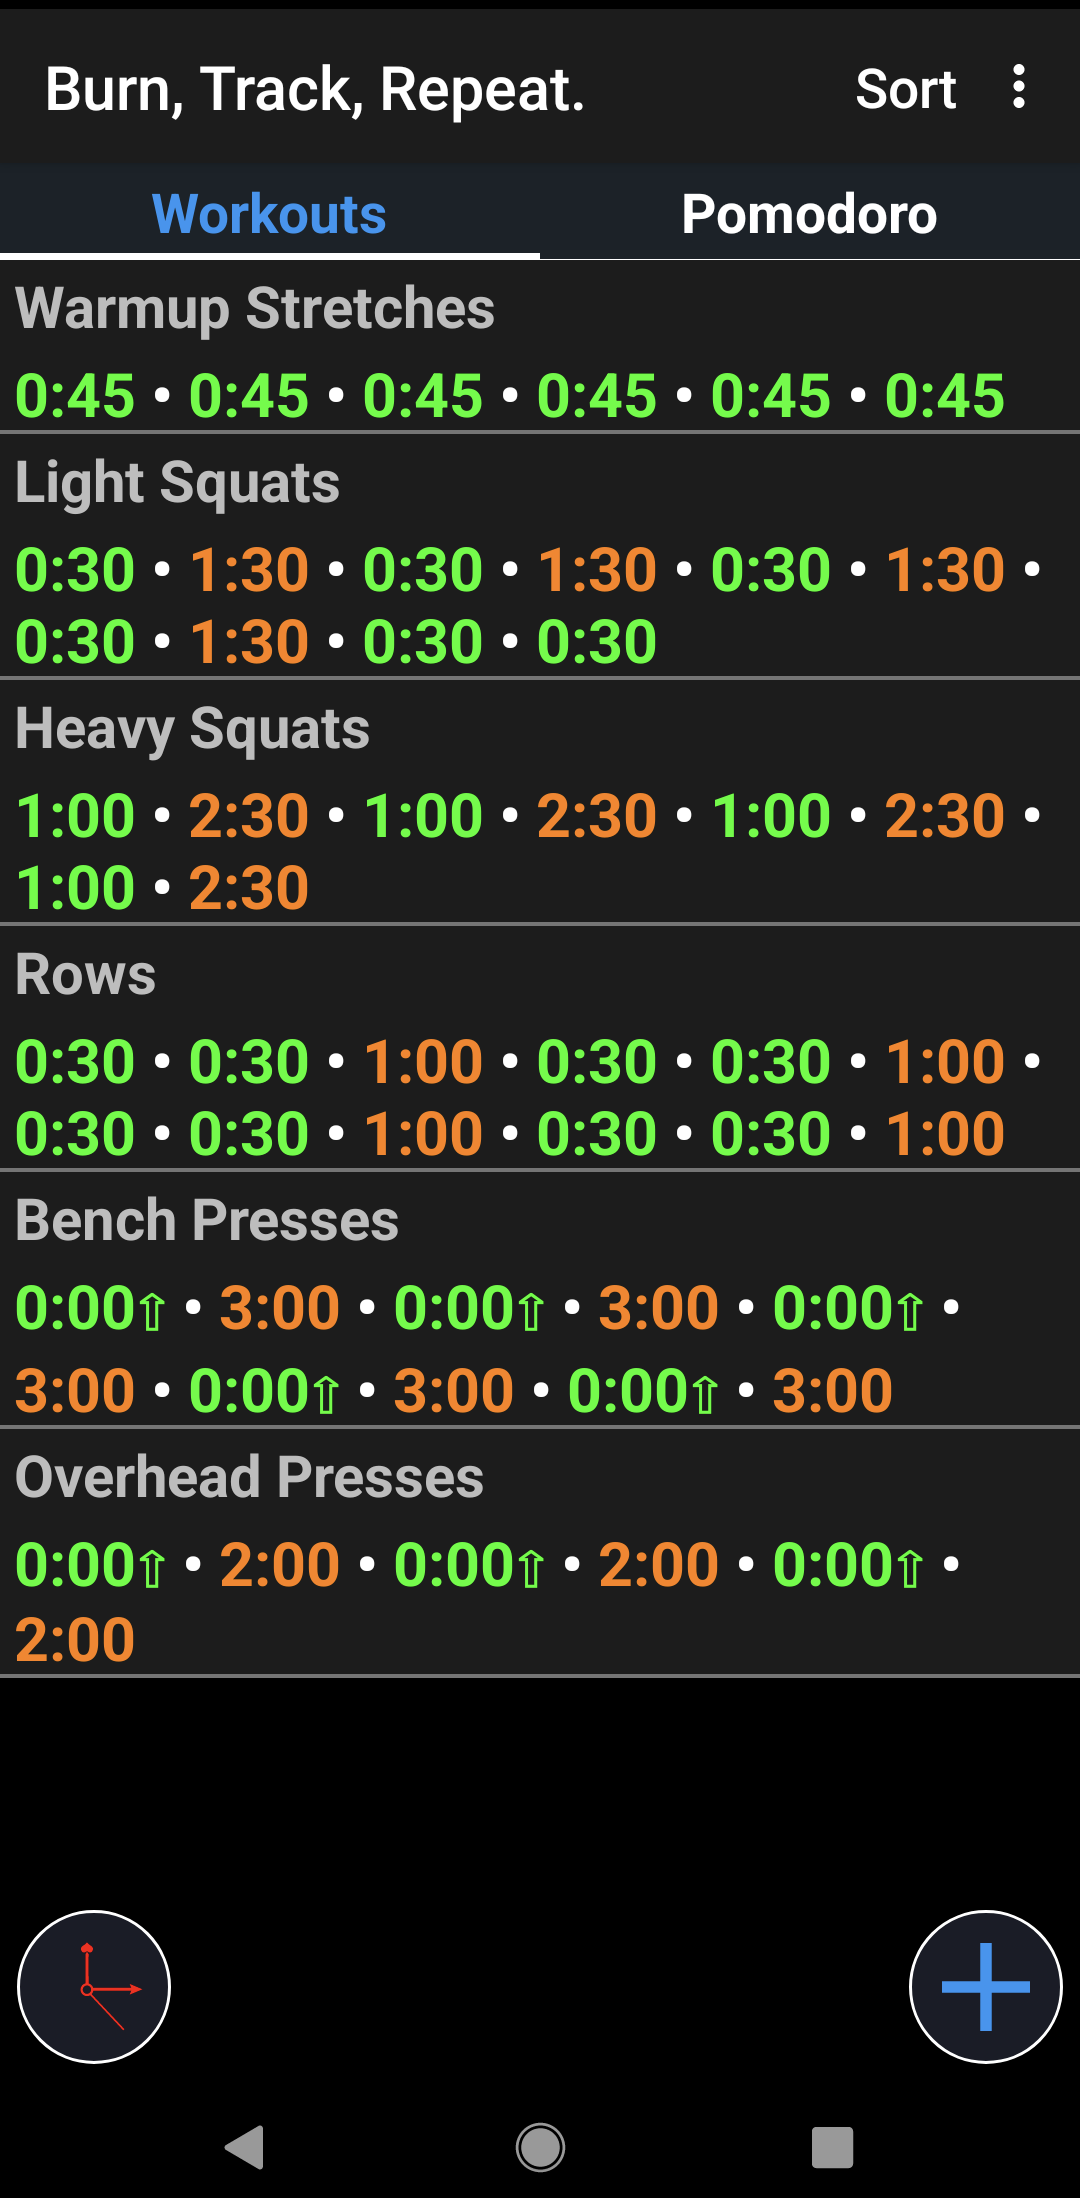 Burn, Track, Repeat. Sort
Workouts Pomodoro
Warmup Stretches
0:45 • 0:45 • 0:45 • 0:45 • 0:45 • 0:45
Light Squats
0:30 • 1:30 • 0:30 • 1:30 • 0:30 • 1:30 •
0:30 • 1:30 • 0:30 • 0:30
Heavy Squats
1:00 • 2:30 • 1:00 • 2:30 • 1:00 • 2:30 •
1:00 • 2:30
Rows
0:30 • 0:30 • 1:00 • 0:30 • 0:30 • 1:00 •
0:30 • 0:30 • 1:00 • 0:30 • 0:30 • 1:00
Bench Presses
0:00⇧ • 3:00 • 0:00⇧ • 3:00 • 0:00⇧ •
3:00 • 0:00⇧ • 3:00 • 0:00⇧ • 3:00
Overhead Presses
0:00⇧ • 2:00 • 0:00⇧ • 2:00 • 0:00⇧ •
2:00